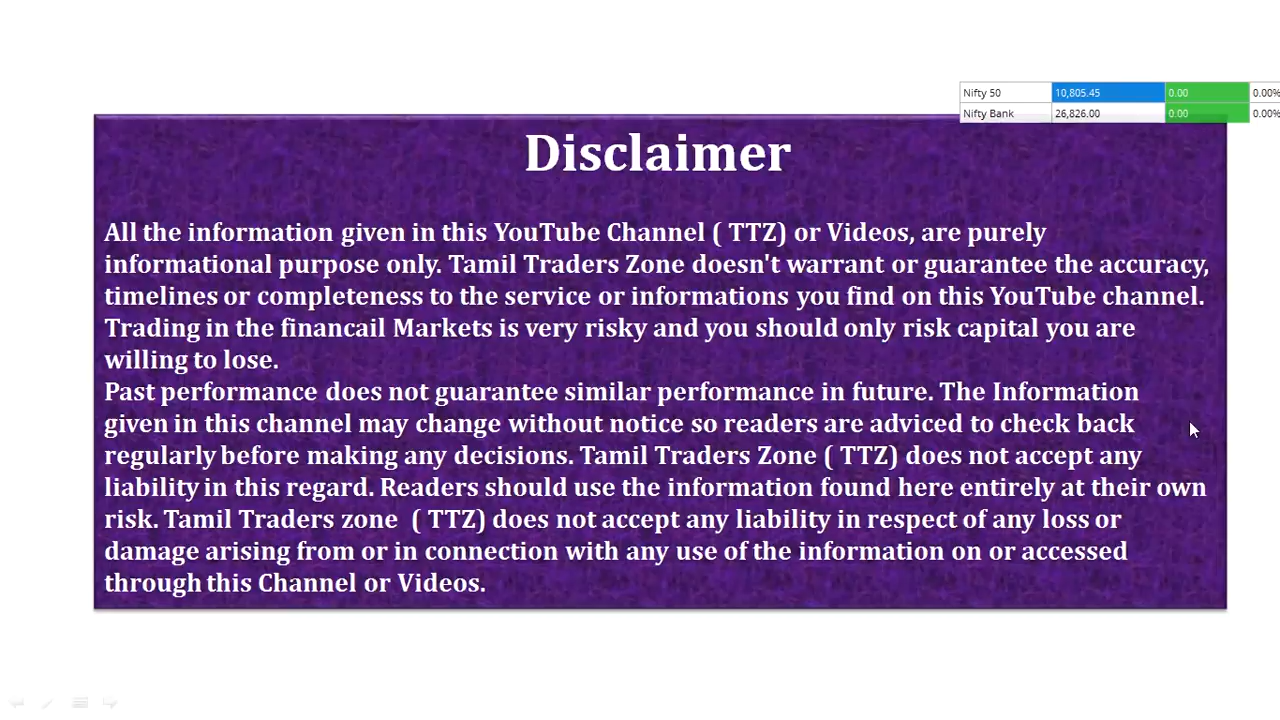 Nifty 50 10,805.45 0.00 0.00%
Nifty Bank 26,826.00 0.00 0.00%
Disclaimer
All the information given in this YouTube Channel ( TTZ) or Videos, are purely
informational purpose only. Tamil Traders Zone doesn't warrant or guarantee the accuracy,
timelines or completeness to the service or informations you find on this YouTube channel.
Trading in the financail Markets is very risky and you should only risk capital you are
willing to lose.
Past performance does not guarantee similar performance in future. The Information
given in this channel may change without notice so readers are adviced to check back
regularly before making any decisions. Tamil Traders Zone ( TTZ) does not accept any
liability in this regard. Readers should use the information found here entirely at their own
risk. Tamil Traders zone  ( TTZ) does not accept any liability in respect of any loss or
damage arising from or in connection with any use of the information on or accessed
through this Channel or Videos.